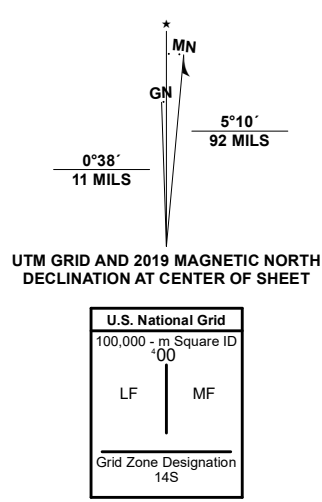 ★
MN
GN
5°10´
92 MILS
0°38´
11 MILS
UTM GRID AND 2019 MAGNETIC NORTH
DECLINATION AT CENTER OF SHEET
U.S. National Grid
100,000 - m Square ID
⁴00
LF MF
Grid Zone Designation
14S